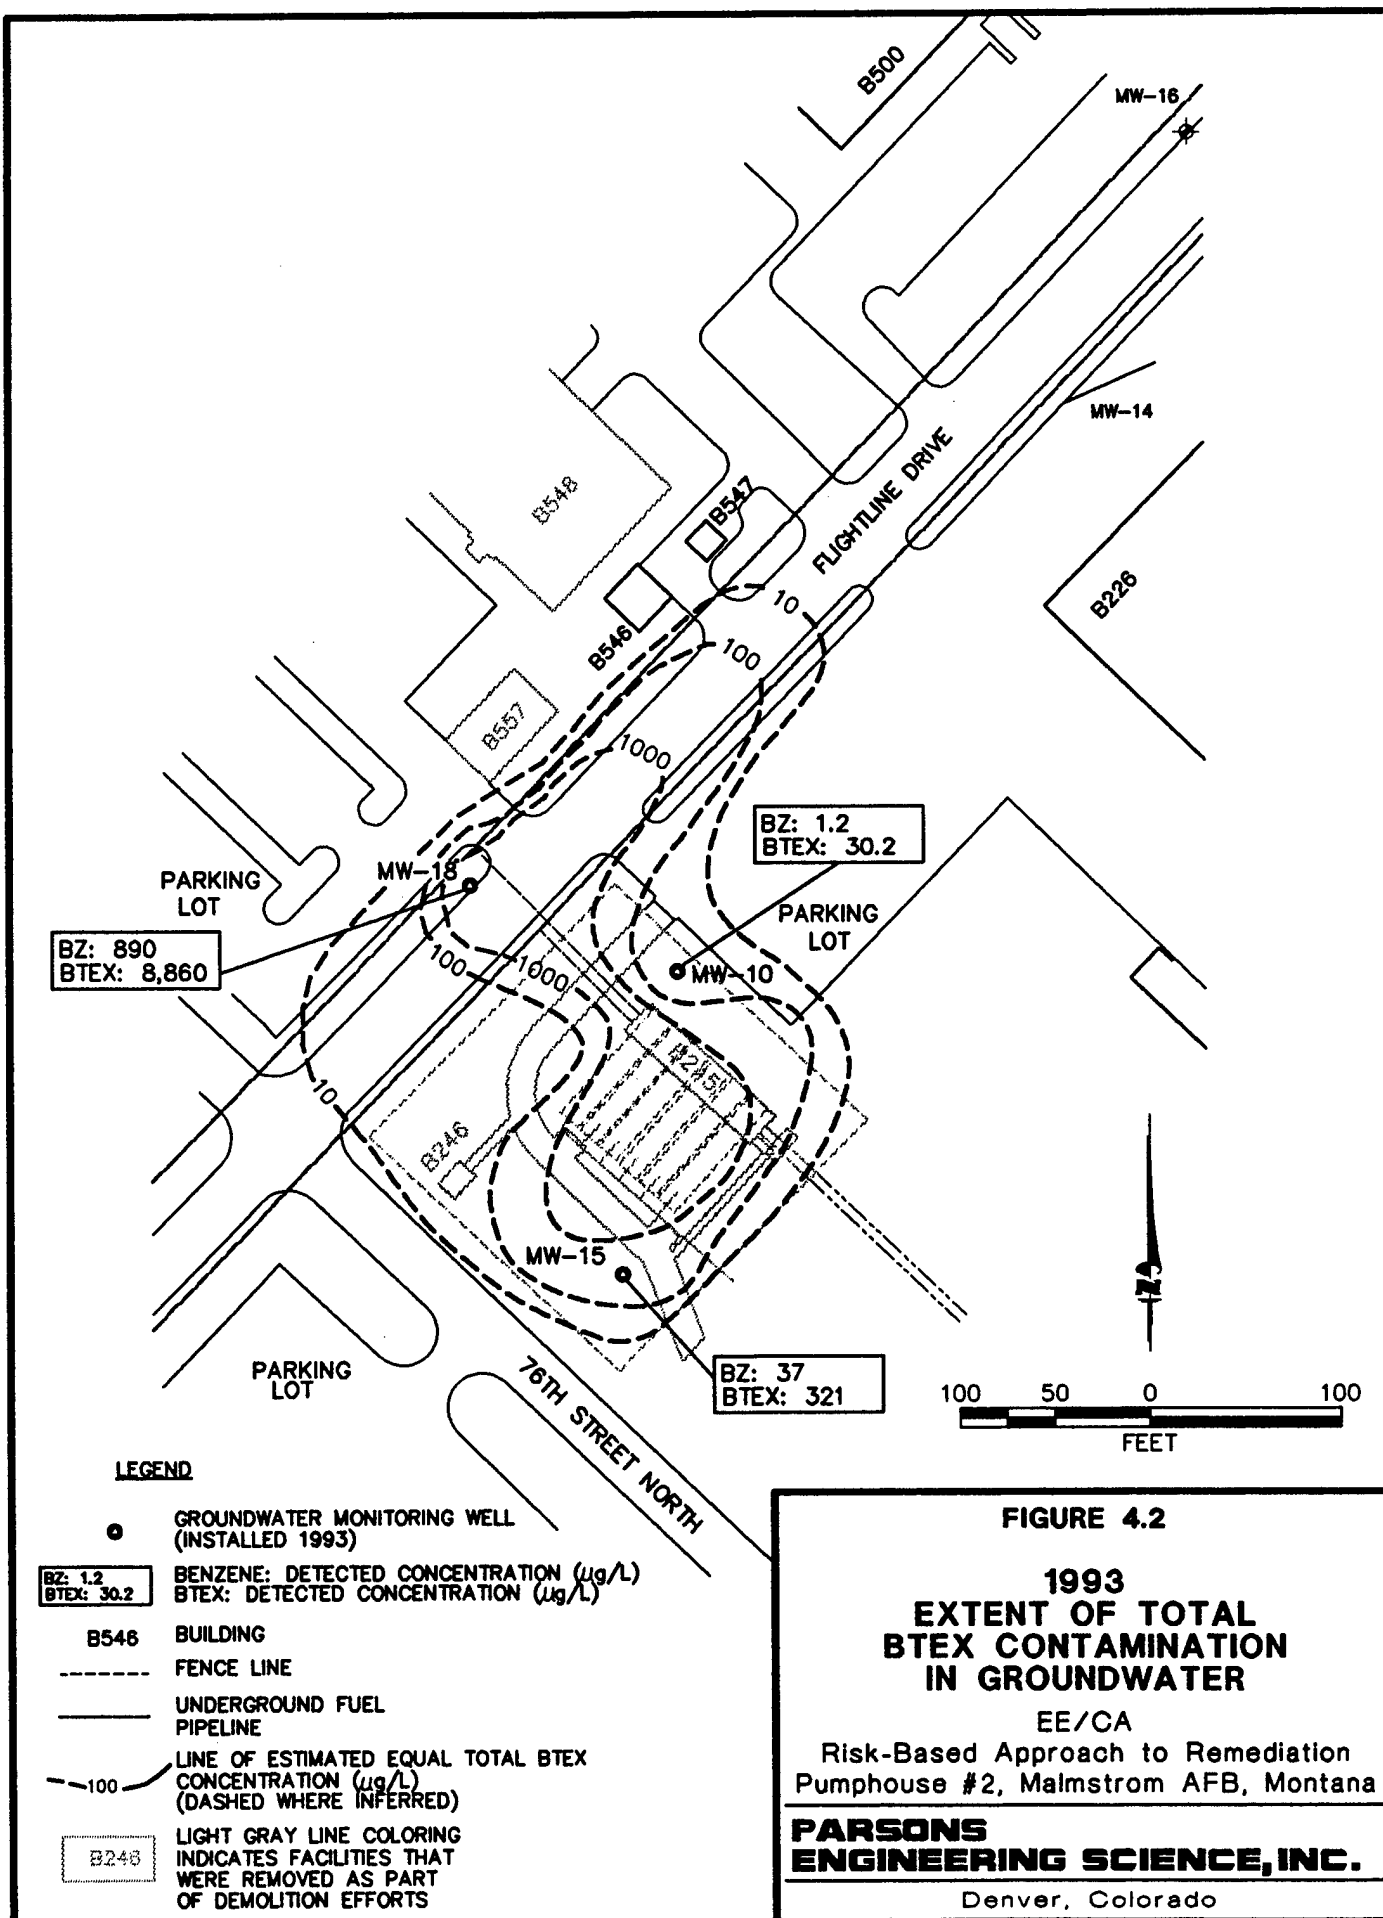 B500
MW-16
MW-14
FLIGHTLINE DRIVE
B548
B547
B226
B546
10
100
B557
1000
BZ: 1.2
BTEX: 30.2
MW-18
PARKING
LOT
PARKING
LOT
BZ: 890
BTEX: 8,860
100
1000
MW-10
10
B246
MW-15
PARKING
LOT
BZ: 37
BTEX: 321
76TH STREET NORTH
N
100 50 0 100
FEET
LEGEND
GROUNDWATER MONITORING WELL
(INSTALLED 1993)
BZ: 1.2
BTEX: 30.2
BENZENE: DETECTED CONCENTRATION (µg/L)
BTEX: DETECTED CONCENTRATION (µg/L)
B546 BUILDING
FENCE LINE
UNDERGROUND FUEL
PIPELINE
100
LINE OF ESTIMATED EQUAL TOTAL BTEX
CONCENTRATION (µg/L)
(DASHED WHERE INFERRED)
B246
LIGHT GRAY LINE COLORING
INDICATES FACILITIES THAT
WERE REMOVED AS PART
OF DEMOLITION EFFORTS
FIGURE 4.2
1993
EXTENT OF TOTAL
BTEX CONTAMINATION
IN GROUNDWATER
EE/CA
Risk-Based Approach to Remediation
Pumphouse #2, Malmstrom AFB, Montana
PARSONS
ENGINEERING SCIENCE, INC.
Denver, Colorado